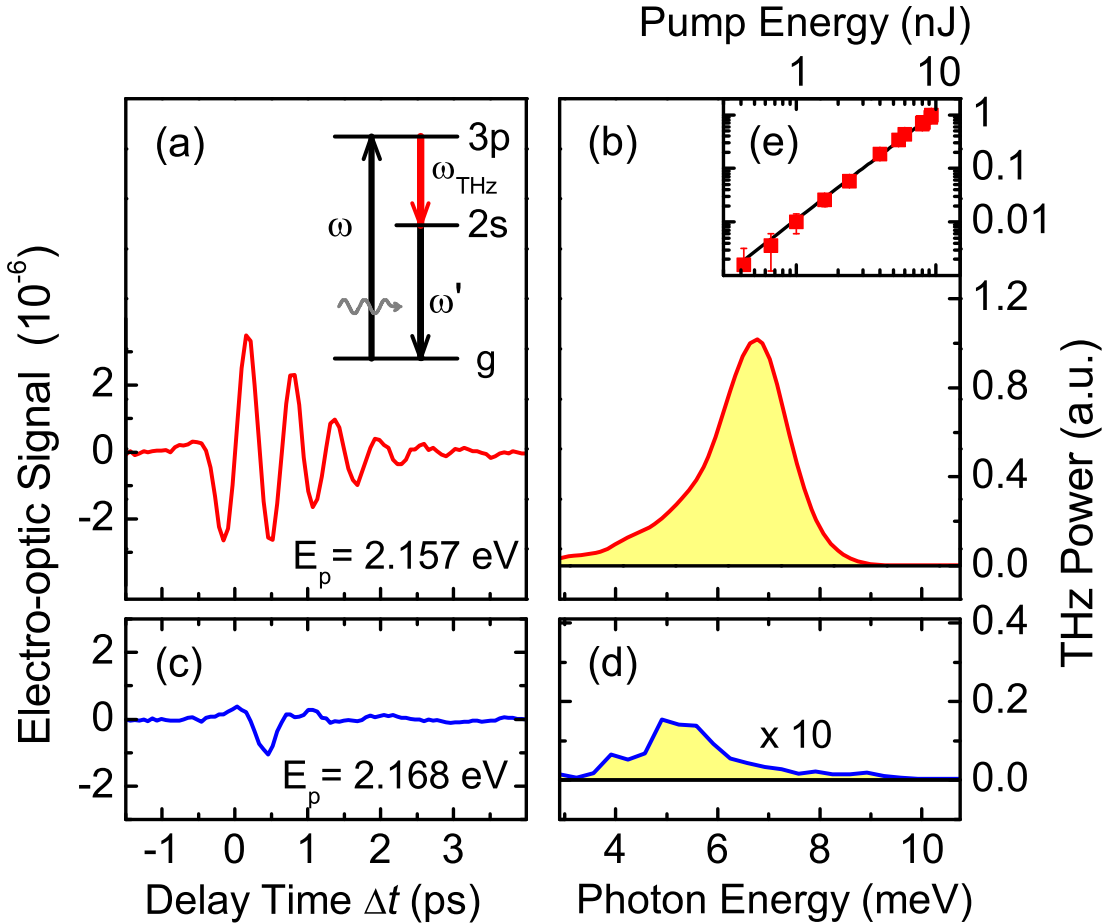 Pump Energy (nJ)
1 10
(a)
3p
ω_THz
ω
2s
ω'
g
(b)
(e)
1
0.1
0.01
Electro-optic Signal (10⁻⁶)
2
0
-2
E_p = 2.157 eV
1.2
0.8
0.4
0.0
THz Power (a.u.)
(c)
2
0
-2
E_p = 2.168 eV
(d)
x 10
0.4
0.2
0.0
-1 0 1 2 3
4 6 8 10
Delay Time Δt (ps)
Photon Energy (meV)